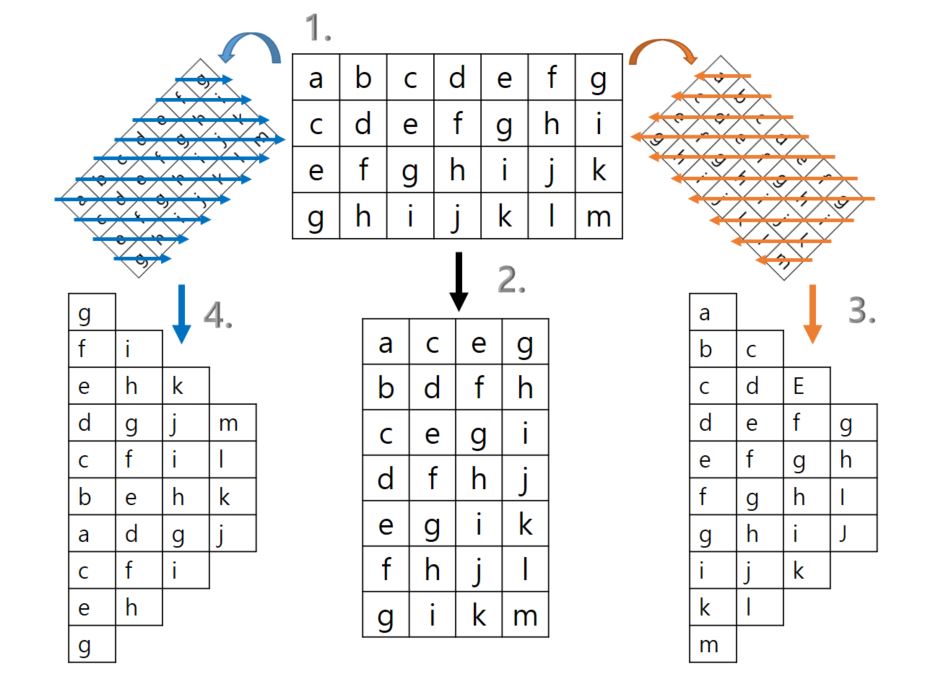 1.
a b c d e f g
c d e f g h i
e f g h i j k
g h i j k l m
2.
a c e g
b d f h
c e g i
d f h j
e g i k
f h j l
g i k m
4.
g
f i
e h k
d g j m
c f i l
b e h k
a d g j
c f i
e h
g
3.
a
b c
c d E
d e f g
e f g h
f g h I
g h i J
i j k
k l
m